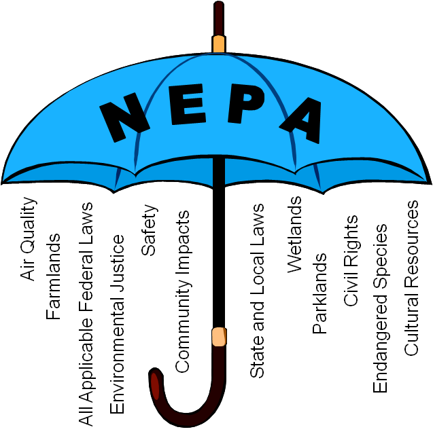 NEPA
Air Quality
Farmlands
All Applicable Federal Laws
Environmental Justice
Safety
Community Impacts
State and Local Laws
Wetlands
Parklands
Civil Rights
Endangered Species
Cultural Resources